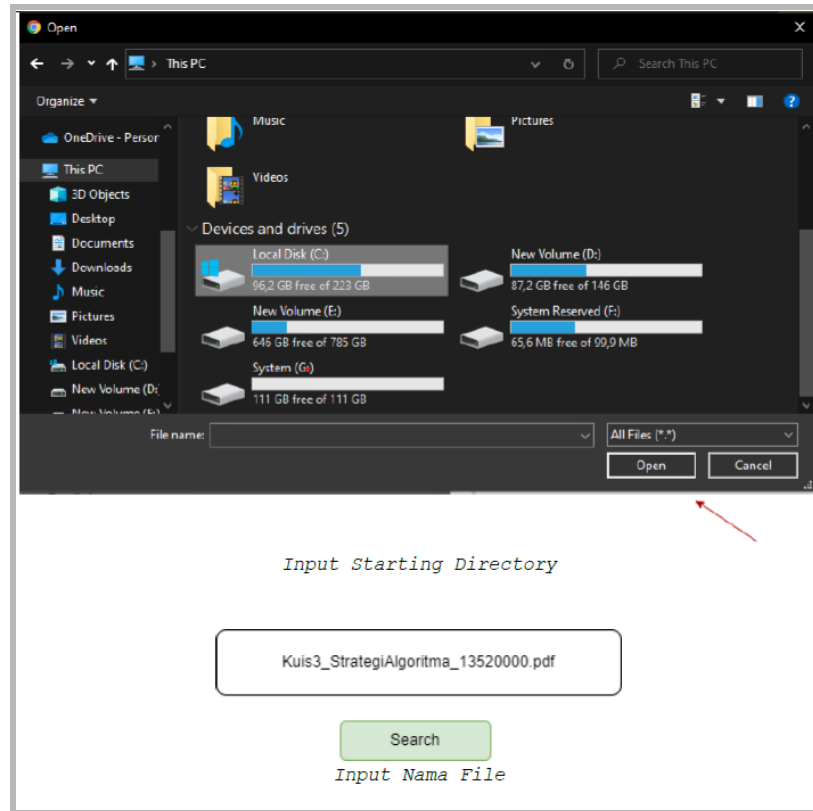 Open
This PC
Search This PC
Organize
OneDrive - Person
This PC
3D Objects
Desktop
Documents
Downloads
Music
Pictures
Videos
Local Disk (C:)
New Volume (D:
New Volume (E:)
Music
Pictures
Videos
Devices and drives (5)
Local Disk (C:)
96,2 GB free of 223 GB
New Volume (D:)
87,2 GB free of 146 GB
New Volume (E:)
646 GB free of 785 GB
System Reserved (F:)
65,6 MB free of 99,9 MB
System (G:)
111 GB free of 111 GB
File name:
All Files (*.*)
Open
Cancel
Input Starting Directory
Kuis3_StrategiAlgoritma_13520000.pdf
Search
Input Nama File